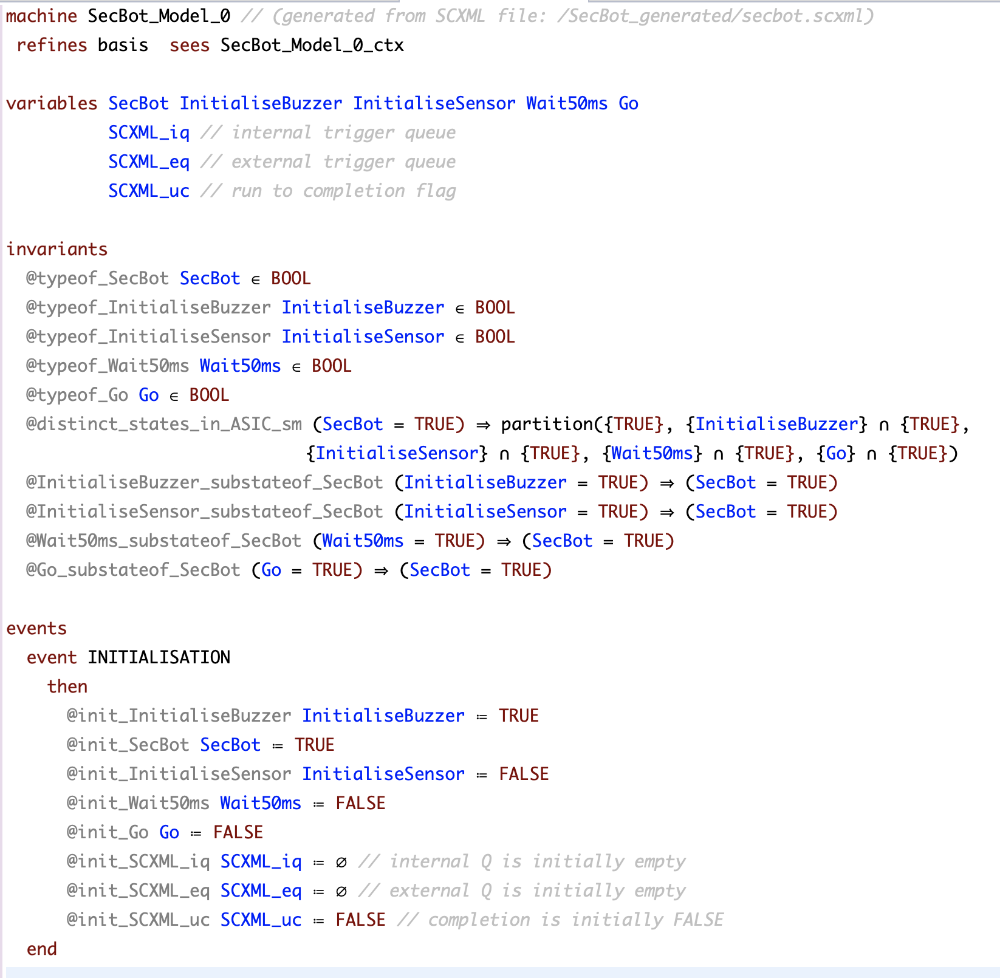 machine SecBot_Model_0 // (generated from SCXML file: /SecBot_generated/secbot.scxml)
refines basis sees SecBot_Model_0_ctx
variables SecBot InitialiseBuzzer InitialiseSensor Wait50ms Go
SCXML_iq // internal trigger queue
SCXML_eq // external trigger queue
SCXML_uc // run to completion flag
invariants
@typeof_SecBot SecBot ∈ BOOL
@typeof_InitialiseBuzzer InitialiseBuzzer ∈ BOOL
@typeof_InitialiseSensor InitialiseSensor ∈ BOOL
@typeof_Wait50ms Wait50ms ∈ BOOL
@typeof_Go Go ∈ BOOL
@distinct_states_in_ASIC_sm (SecBot = TRUE) ⇒ partition({TRUE}, {InitialiseBuzzer} ∩ {TRUE},
{InitialiseSensor} ∩ {TRUE}, {Wait50ms} ∩ {TRUE}, {Go} ∩ {TRUE})
@InitialiseBuzzer_substateof_SecBot (InitialiseBuzzer = TRUE) ⇒ (SecBot = TRUE)
@InitialiseSensor_substateof_SecBot (InitialiseSensor = TRUE) ⇒ (SecBot = TRUE)
@Wait50ms_substateof_SecBot (Wait50ms = TRUE) ⇒ (SecBot = TRUE)
@Go_substateof_SecBot (Go = TRUE) ⇒ (SecBot = TRUE)
events
event INITIALISATION
then
@init_InitialiseBuzzer InitialiseBuzzer ≔ TRUE
@init_SecBot SecBot ≔ TRUE
@init_InitialiseSensor InitialiseSensor ≔ FALSE
@init_Wait50ms Wait50ms ≔ FALSE
@init_Go Go ≔ FALSE
@init_SCXML_iq SCXML_iq ≔ ∅ // internal Q is initially empty
@init_SCXML_eq SCXML_eq ≔ ∅ // external Q is initially empty
@init_SCXML_uc SCXML_uc ≔ FALSE // completion is initially FALSE
end